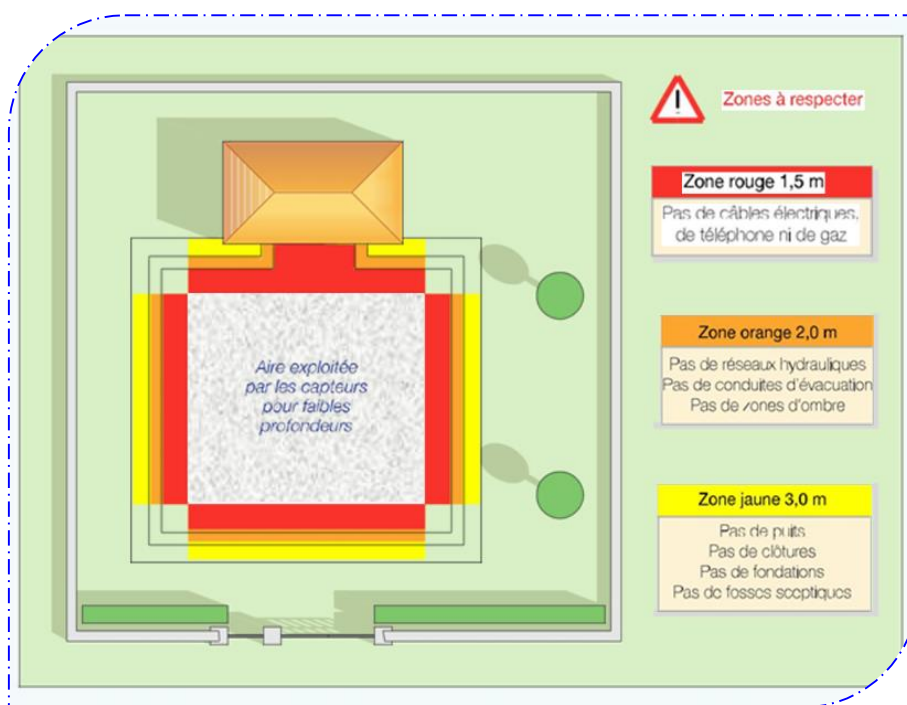 Zones à respecter
Zone rouge 1,5 m
Pas de câbles électriques,
de téléphone ni de gaz
Zone orange 2,0 m
Pas de réseaux hydrauliques
Pas de conduites d'évacuation
Pas de zones d'ombre
Aire exploitée
par les capteurs
pour faibles
profondeurs
Zone jaune 3,0 m
Pas de puits
Pas de clôtures
Pas de fondations
Pas de fosses sceptiques